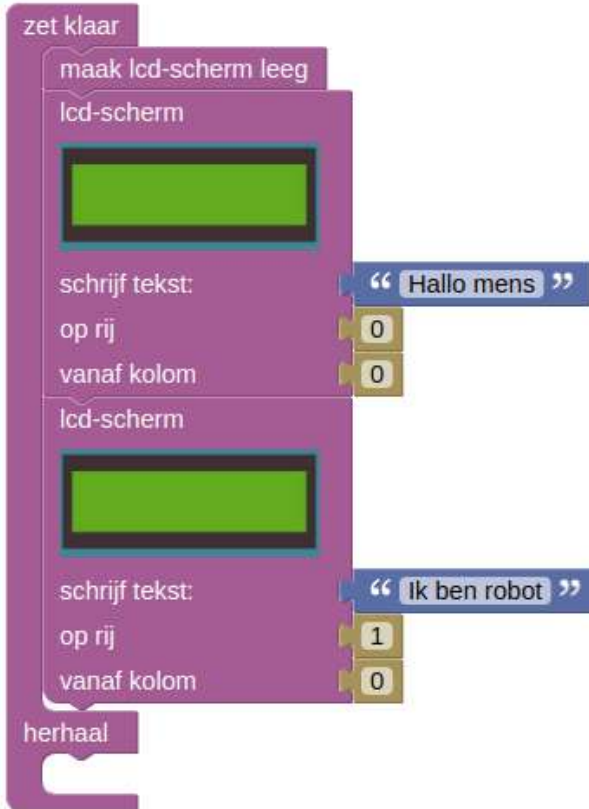 zet klaar
maak lcd-scherm leeg
lcd-scherm
schrijf tekst: “ Hallo mens ”
op rij 0
vanaf kolom 0
lcd-scherm
schrijf tekst: “ Ik ben robot ”
op rij 1
vanaf kolom 0
herhaal